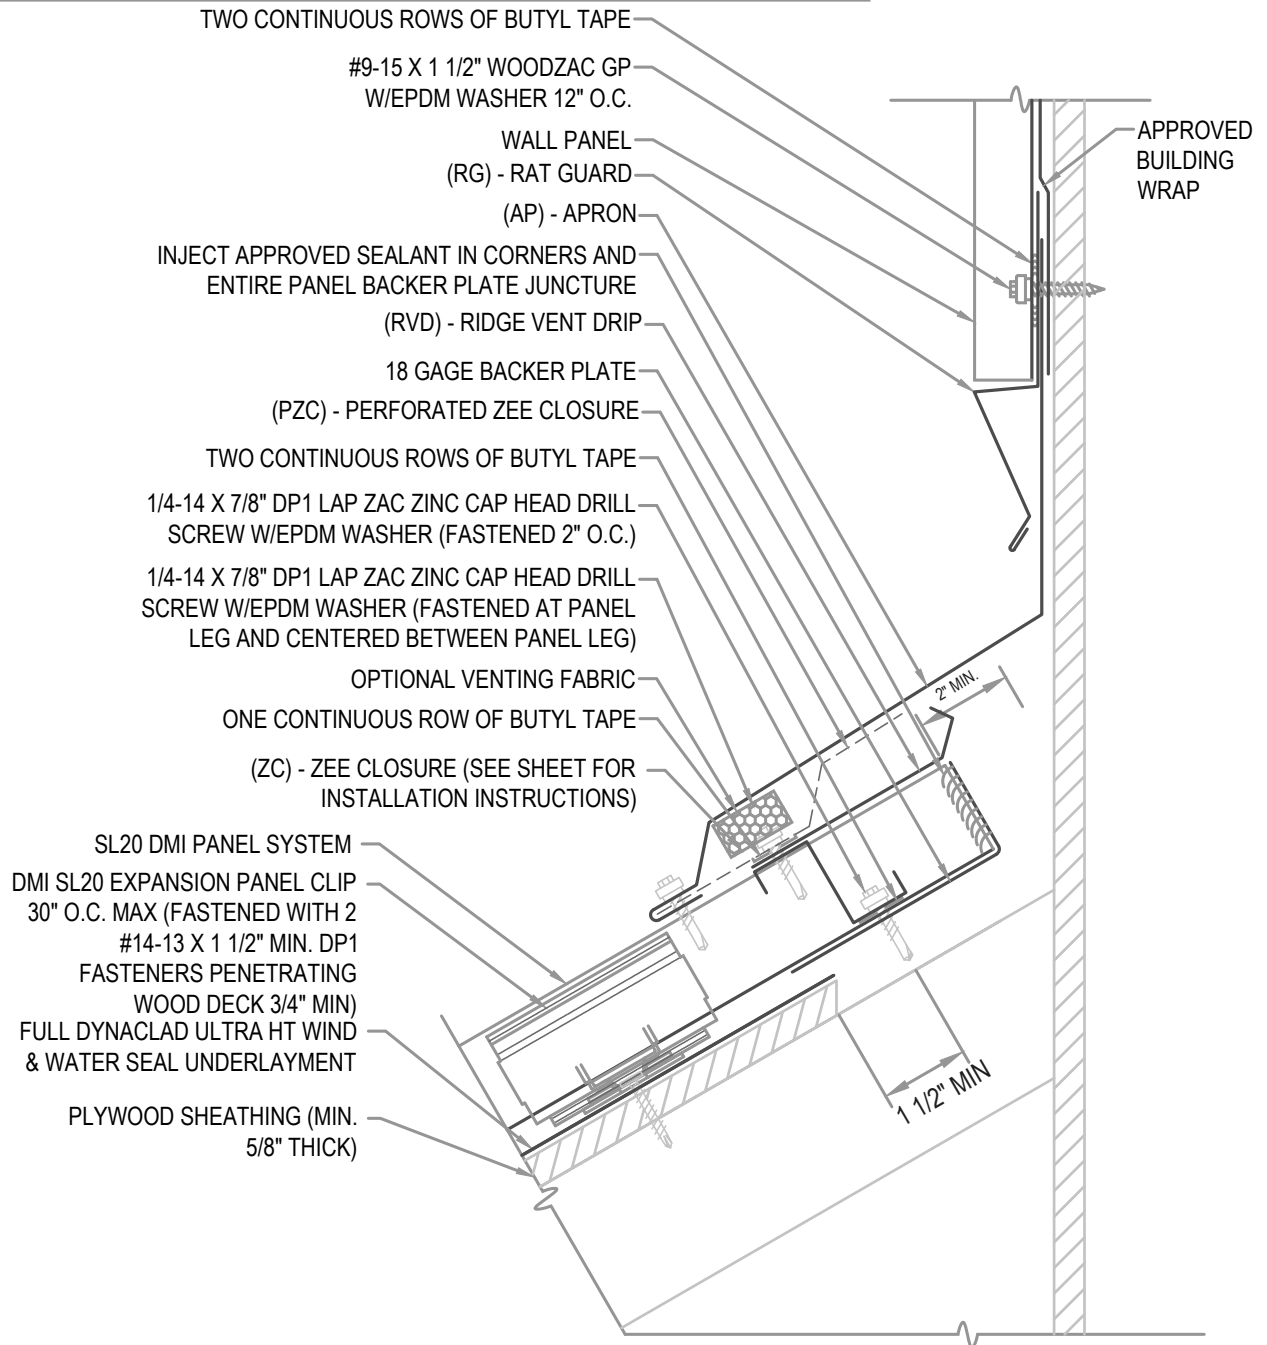 TWO CONTINUOUS ROWS OF BUTYL TAPE
#9-15 X 1 1/2" WOODZAC GP
W/EPDM WASHER 12" O.C.
WALL PANEL
(RG) - RAT GUARD
(AP) - APRON
INJECT APPROVED SEALANT IN CORNERS AND
ENTIRE PANEL BACKER PLATE JUNCTURE
(RVD) - RIDGE VENT DRIP
18 GAGE BACKER PLATE
(PZC) - PERFORATED ZEE CLOSURE
TWO CONTINUOUS ROWS OF BUTYL TAPE
1/4-14 X 7/8" DP1 LAP ZAC ZINC CAP HEAD DRILL
SCREW W/EPDM WASHER (FASTENED 2" O.C.)
1/4-14 X 7/8" DP1 LAP ZAC ZINC CAP HEAD DRILL
SCREW W/EPDM WASHER (FASTENED AT PANEL
LEG AND CENTERED BETWEEN PANEL LEG)
OPTIONAL VENTING FABRIC
ONE CONTINUOUS ROW OF BUTYL TAPE
(ZC) - ZEE CLOSURE (SEE SHEET FOR
INSTALLATION INSTRUCTIONS)
SL20 DMI PANEL SYSTEM
DMI SL20 EXPANSION PANEL CLIP
30" O.C. MAX (FASTENED WITH 2
#14-13 X 1 1/2" MIN. DP1
FASTENERS PENETRATING
WOOD DECK 3/4" MIN)
FULL DYNACLAD ULTRA HT WIND
& WATER SEAL UNDERLAYMENT
PLYWOOD SHEATHING (MIN.
5/8" THICK)
APPROVED
BUILDING
WRAP
2" MIN.
1 1/2" MIN